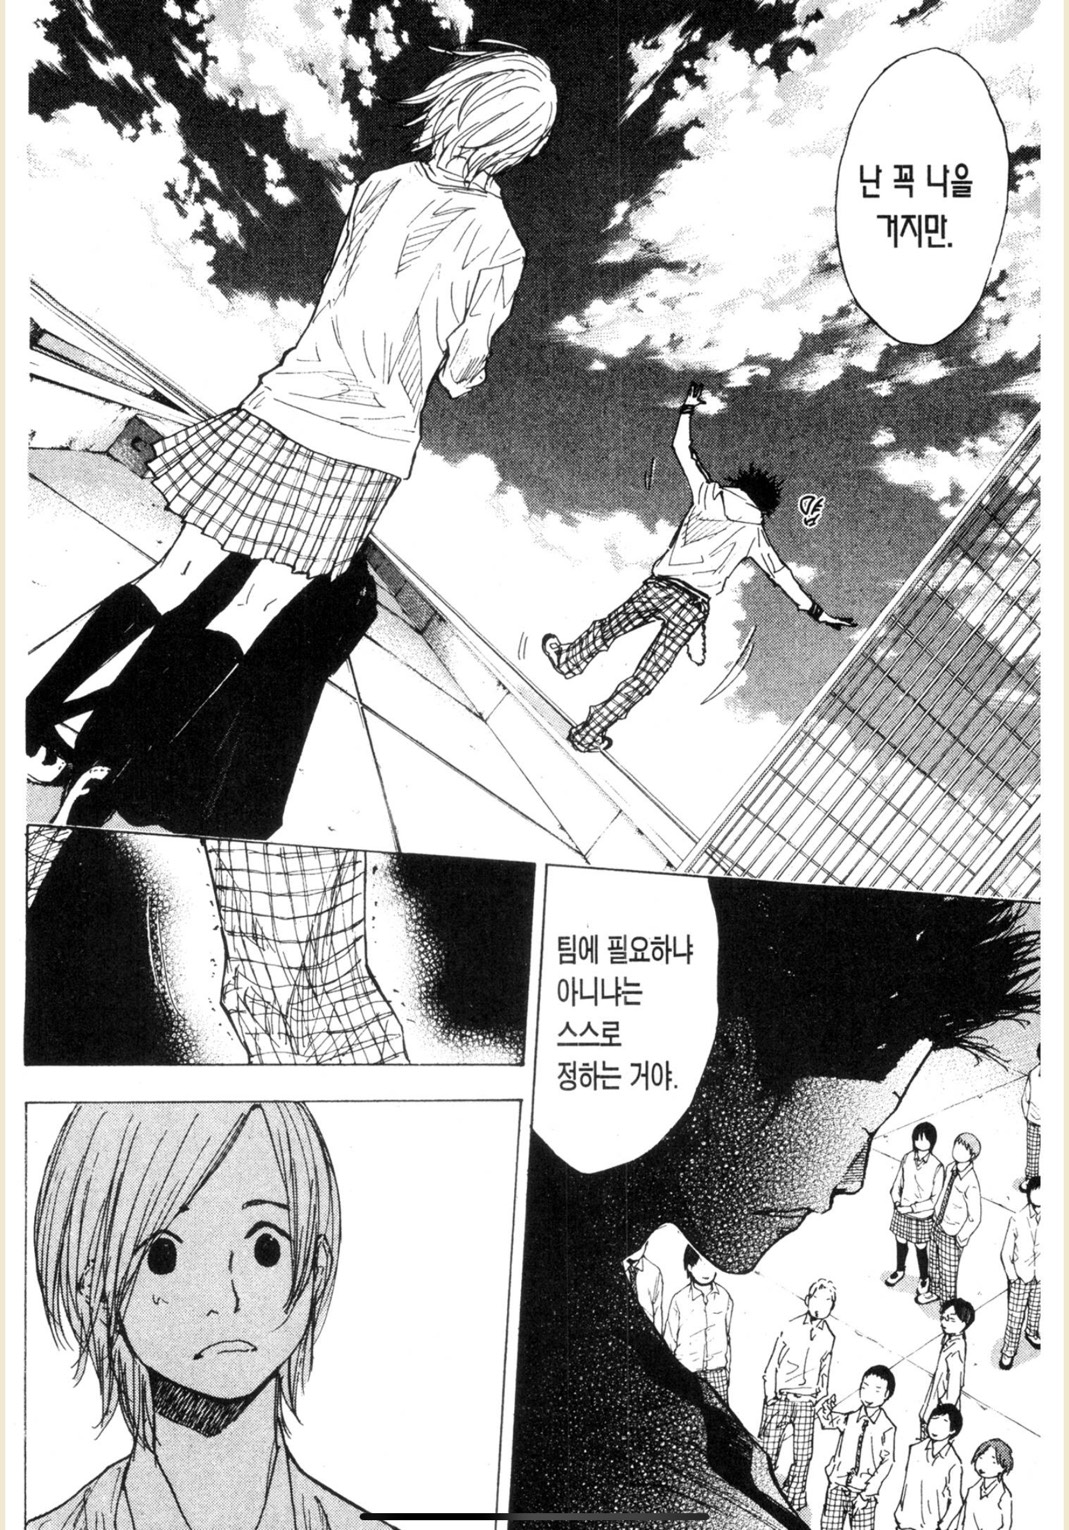 난 꼭 나을
거지만.
팀에 필요하냐
아니냐는
스스로
정하는 거야.